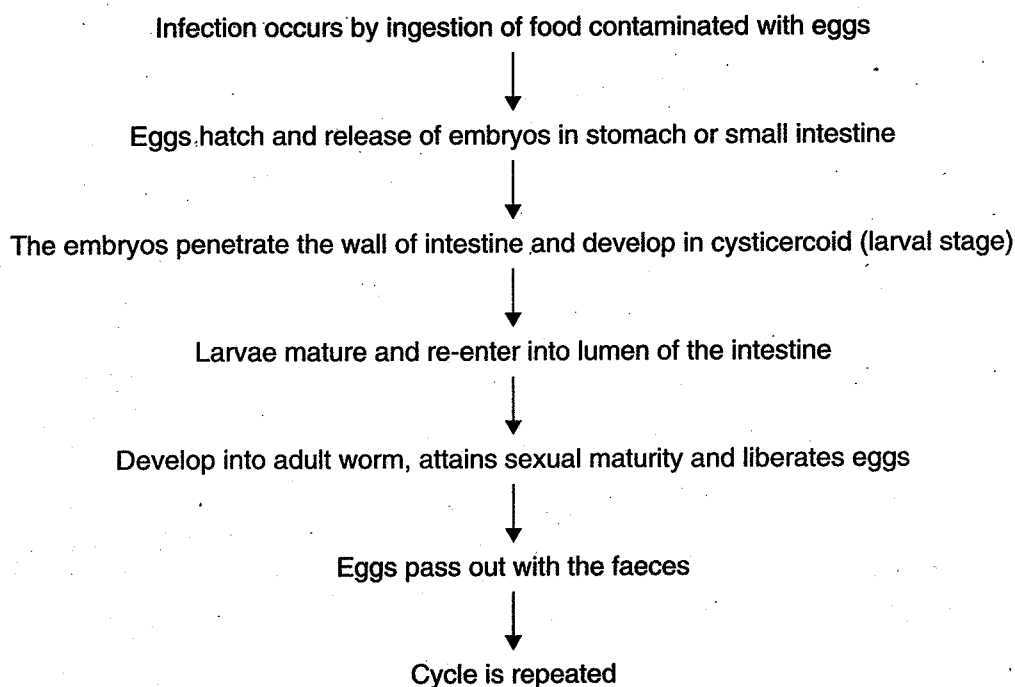 Infection occurs by ingestion of food contaminated with eggs
Eggs hatch and release of embryos in stomach or small intestine
The embryos penetrate the wall of intestine and develop in cysticercoid (larval stage)
Larvae mature and re-enter into lumen of the intestine
Develop into adult worm, attains sexual maturity and liberates eggs
Eggs pass out with the faeces
Cycle is repeated